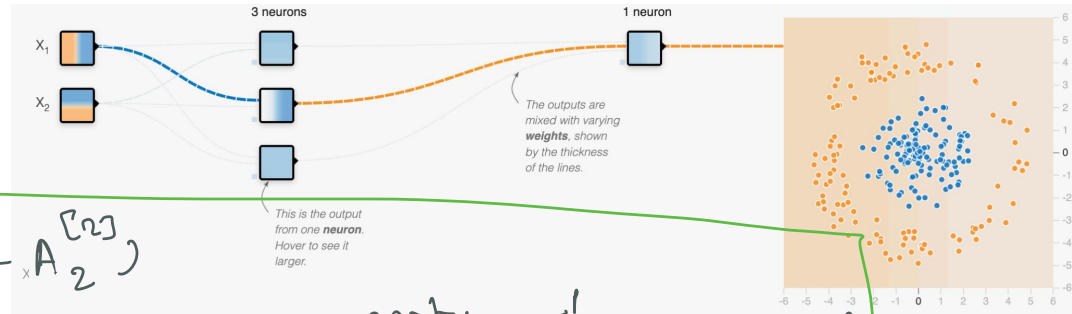 3 neurons
1 neuron
X1
X2
The outputs are
mixed with varying
weights, shown
by the thickness
of the lines.
This is the output
from one neuron.
Hover to see it
larger.
A2[2])
6
5
4
3
2
1
0
-1
-2
-3
-4
-5
-6
-6 -5 -4 -3 -2 -1 0 1 2 3 4 5 6